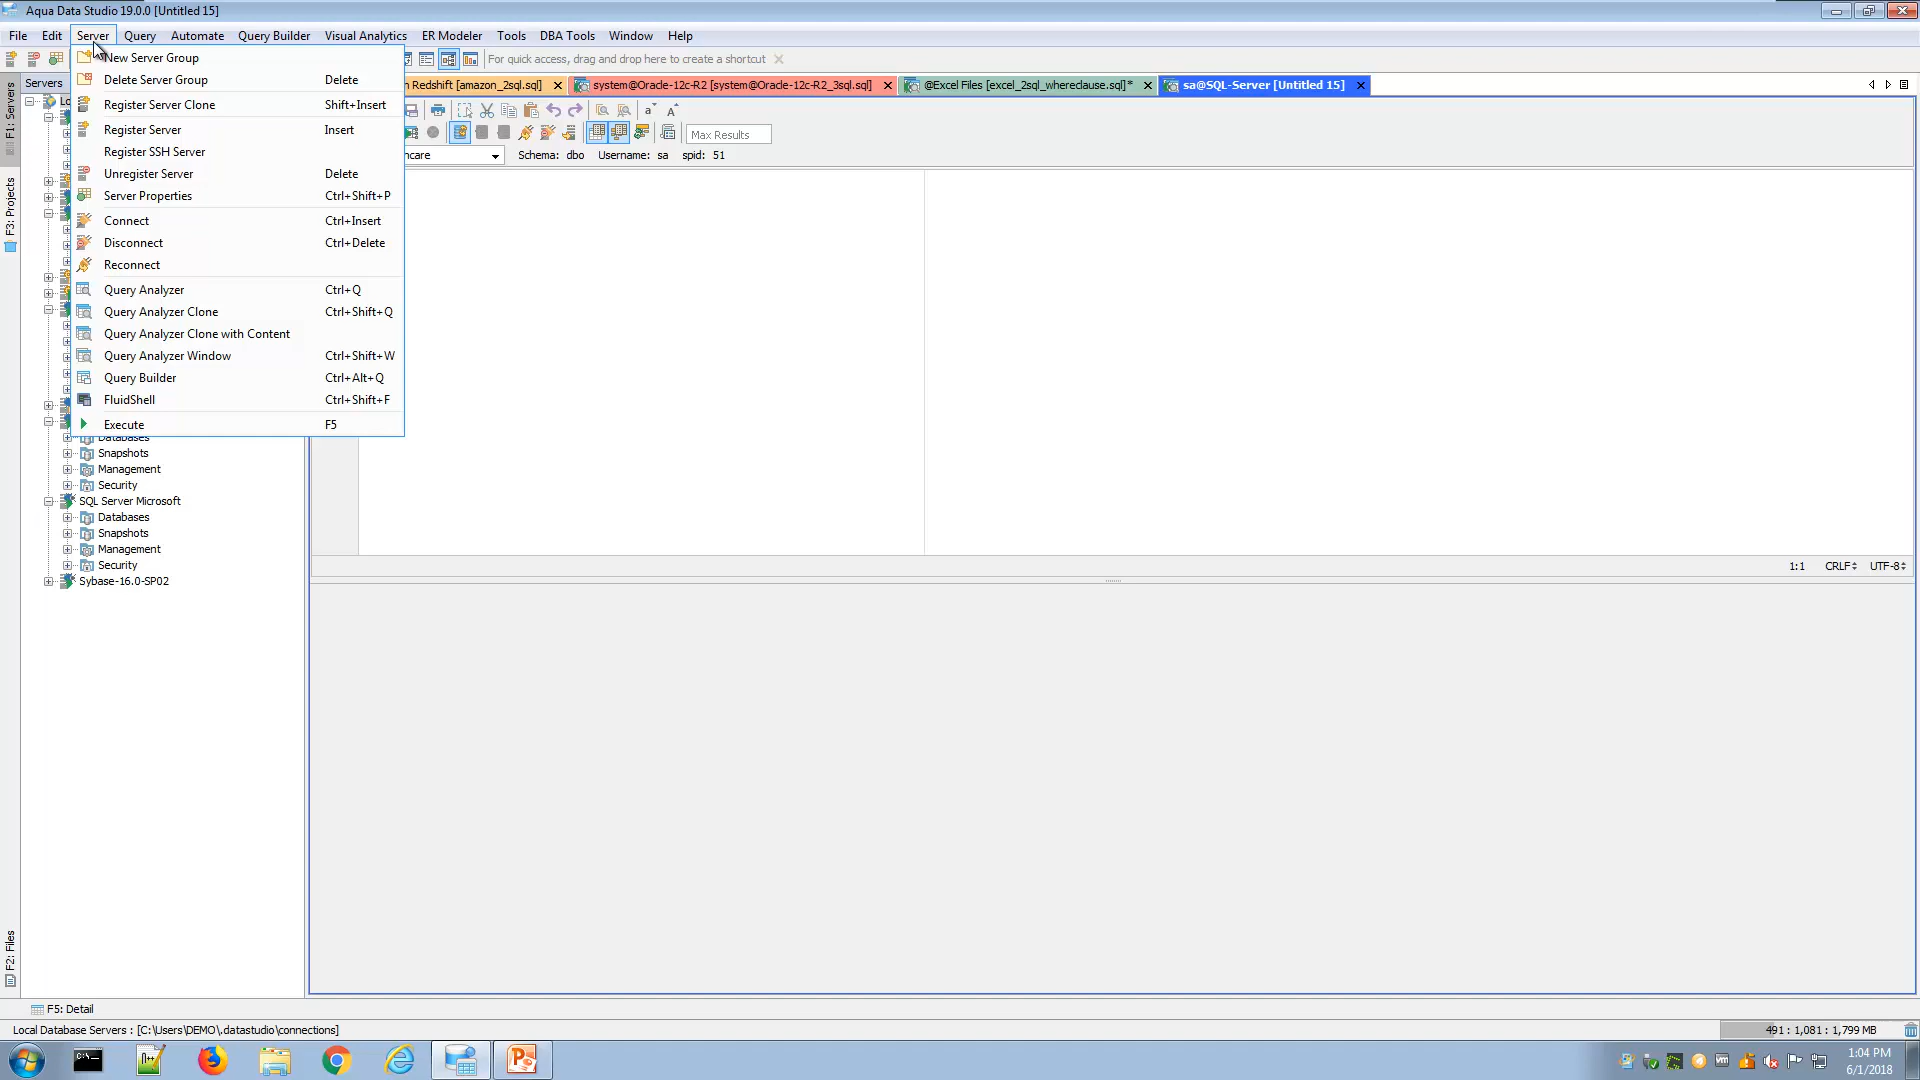 Aqua Data Studio 19.0.0 [Untitled 15]
File Edit Server Query Automate Query Builder Visual Analytics ER Modeler Tools DBA Tools Window Help
For quick access, drag and drop here to create a shortcut
Servers
Redshift [amazon_2sql.sql]
system@Oracle-12c-R2 [system@Oracle-12c-R2_3sql.sql]
@Excel Files [excel_2sql_whereclause.sql]*
sa@SQL-Server [Untitled 15]
Max Results
Schema: dbo Username: sa spid: 51
F1: Servers
F3: Projects
F2: Files
New Server Group
Delete Server Group Delete
Register Server Clone Shift+Insert
Register Server Insert
Register SSH Server
Unregister Server Delete
Server Properties Ctrl+Shift+P
Connect Ctrl+Insert
Disconnect Ctrl+Delete
Reconnect
Query Analyzer Ctrl+Q
Query Analyzer Clone Ctrl+Shift+Q
Query Analyzer Clone with Content
Query Analyzer Window Ctrl+Shift+W
Query Builder Ctrl+Alt+Q
FluidShell Ctrl+Shift+F
Execute F5
Databases
Snapshots
Management
Security
SQL Server Microsoft
Databases
Snapshots
Management
Security
Sybase-16.0-SP02
1:1 CRLF UTF-8
F5: Detail
Local Database Servers : [C:\Users\DEMO\.datastudio\connections]
491 : 1,081 : 1,799 MB
1:04 PM
6/1/2018